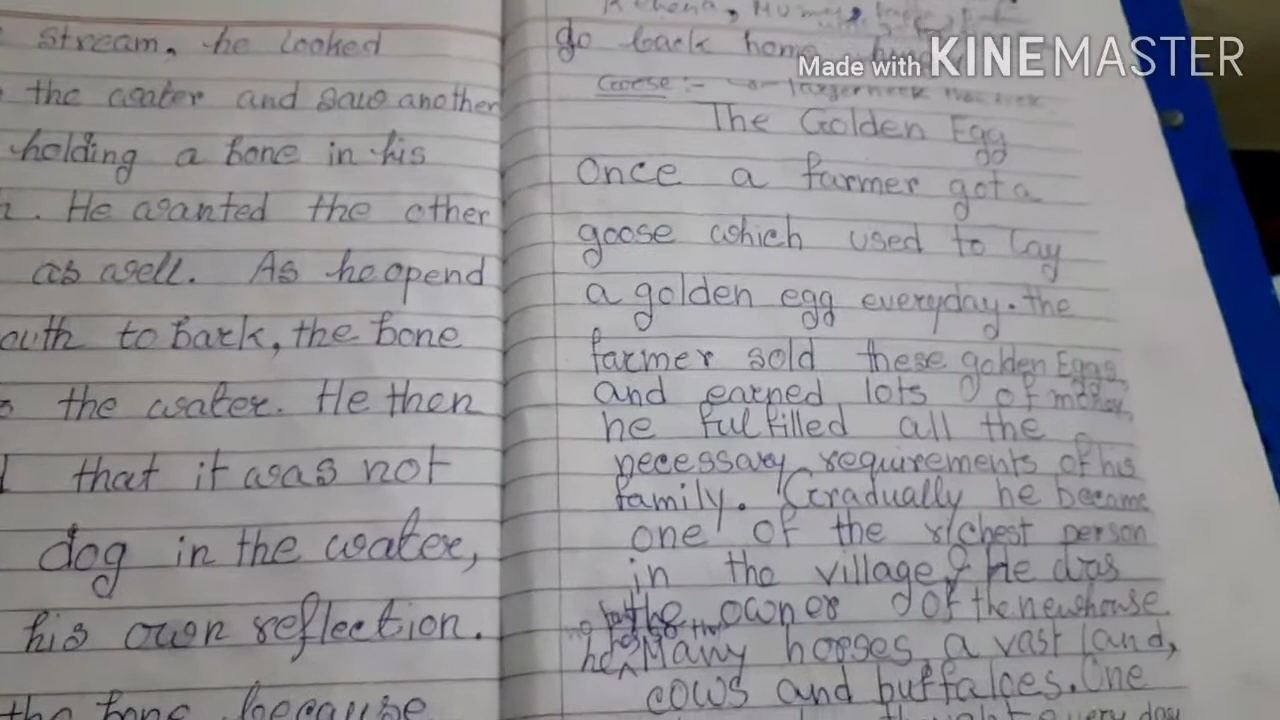 stream, he looked
the water and saw another
holding a bone in his
. He wanted the other
as well. As he opend
outh to bark, the bone
the water. He then
that it was not
dog in the water,
his own reflection.
the bone because
go back home
Goose :-
The Golden Egg
Once a farmer got a
goose which used to lay
a golden egg everyday. the
farmer sold these golden Eggs
and earned lots of money,
he fulfilled all the
necessary requirements of his
family. Gradually he became
one of the richest person
in the village. He was
the owner of the new house.
he Many horses a vast land,
cows and buffaloes. One
every day
Made with KINEMASTER